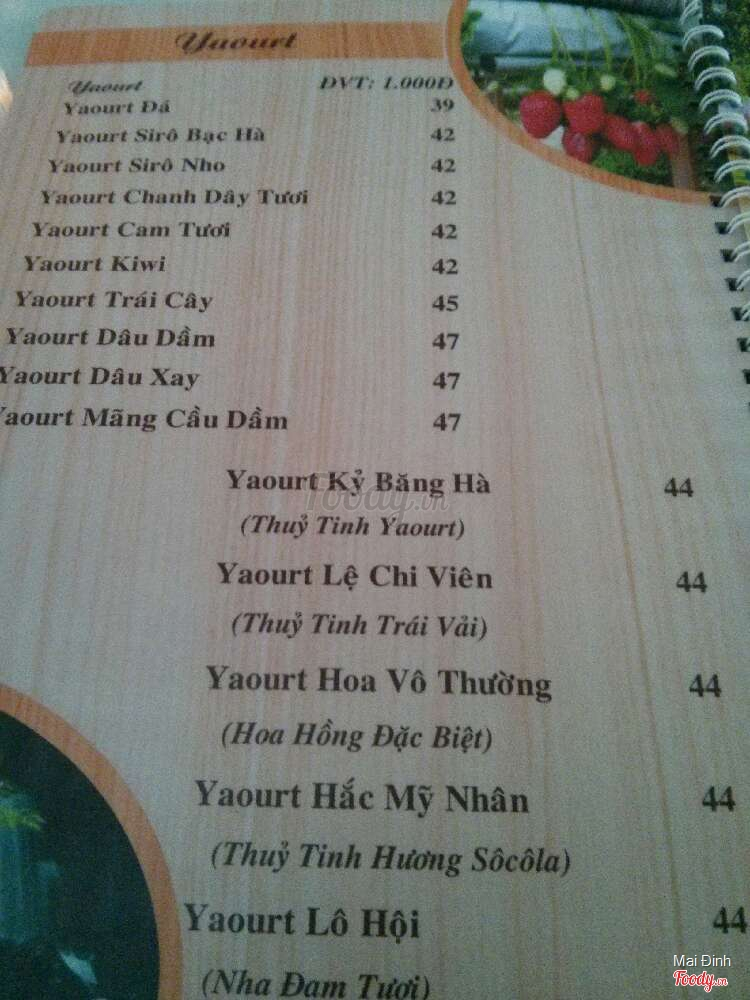 Yaourt
Yaourt ĐVT: 1.000Đ
Yaourt Đá 39
Yaourt Sirô Bạc Hà 42
Yaourt Sirô Nho 42
Yaourt Chanh Dây Tươi 42
Yaourt Cam Tươi 42
Yaourt Kiwi 42
Yaourt Trái Cây 45
Yaourt Dâu Dầm 47
Yaourt Dâu Xay 47
Yaourt Mãng Cầu Dầm 47
Yaourt Kỷ Băng Hà 44
(Thuỷ Tinh Yaourt)
Yaourt Lệ Chi Viên 44
(Thuỷ Tinh Trái Vải)
Yaourt Hoa Vô Thường 44
(Hoa Hồng Đặc Biệt)
Yaourt Hắc Mỹ Nhân 44
(Thuỷ Tinh Hương Sôcôla)
Yaourt Lô Hội 44
(Nha Đam Tươi)
Foody.vn
Mai Đinh
Foody.vn